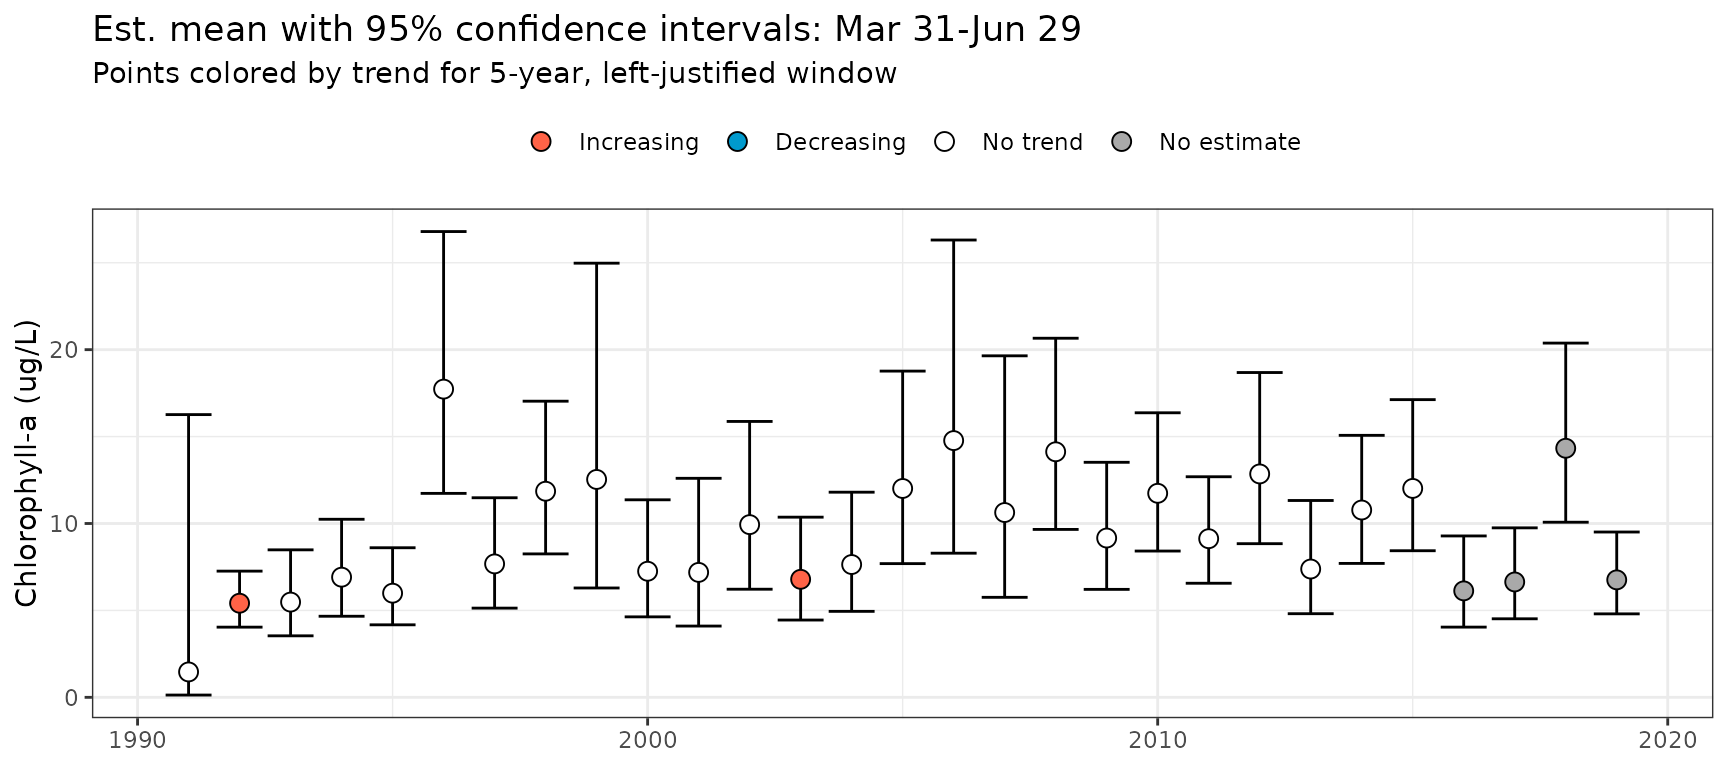 Est. mean with 95% confidence intervals: Mar 31-Jun 29
Points colored by trend for 5-year, left-justified window
Increasing Decreasing No trend No estimate
Chlorophyll-a (ug/L)
20
10
0
1990 2000 2010 2020